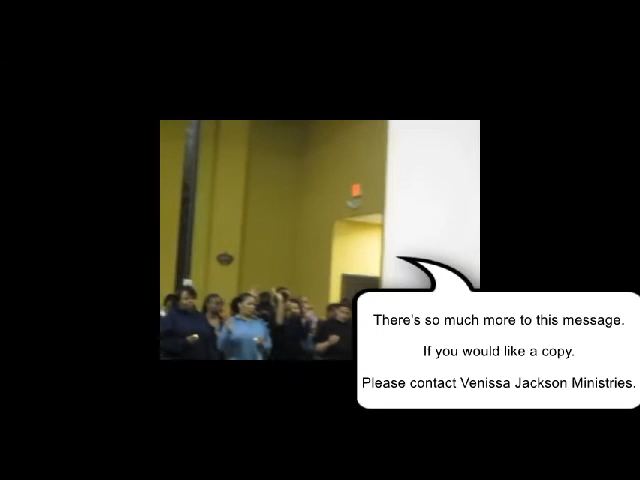 There's so much more to this message.
If you would like a copy.
Please contact Venissa Jackson Ministries.